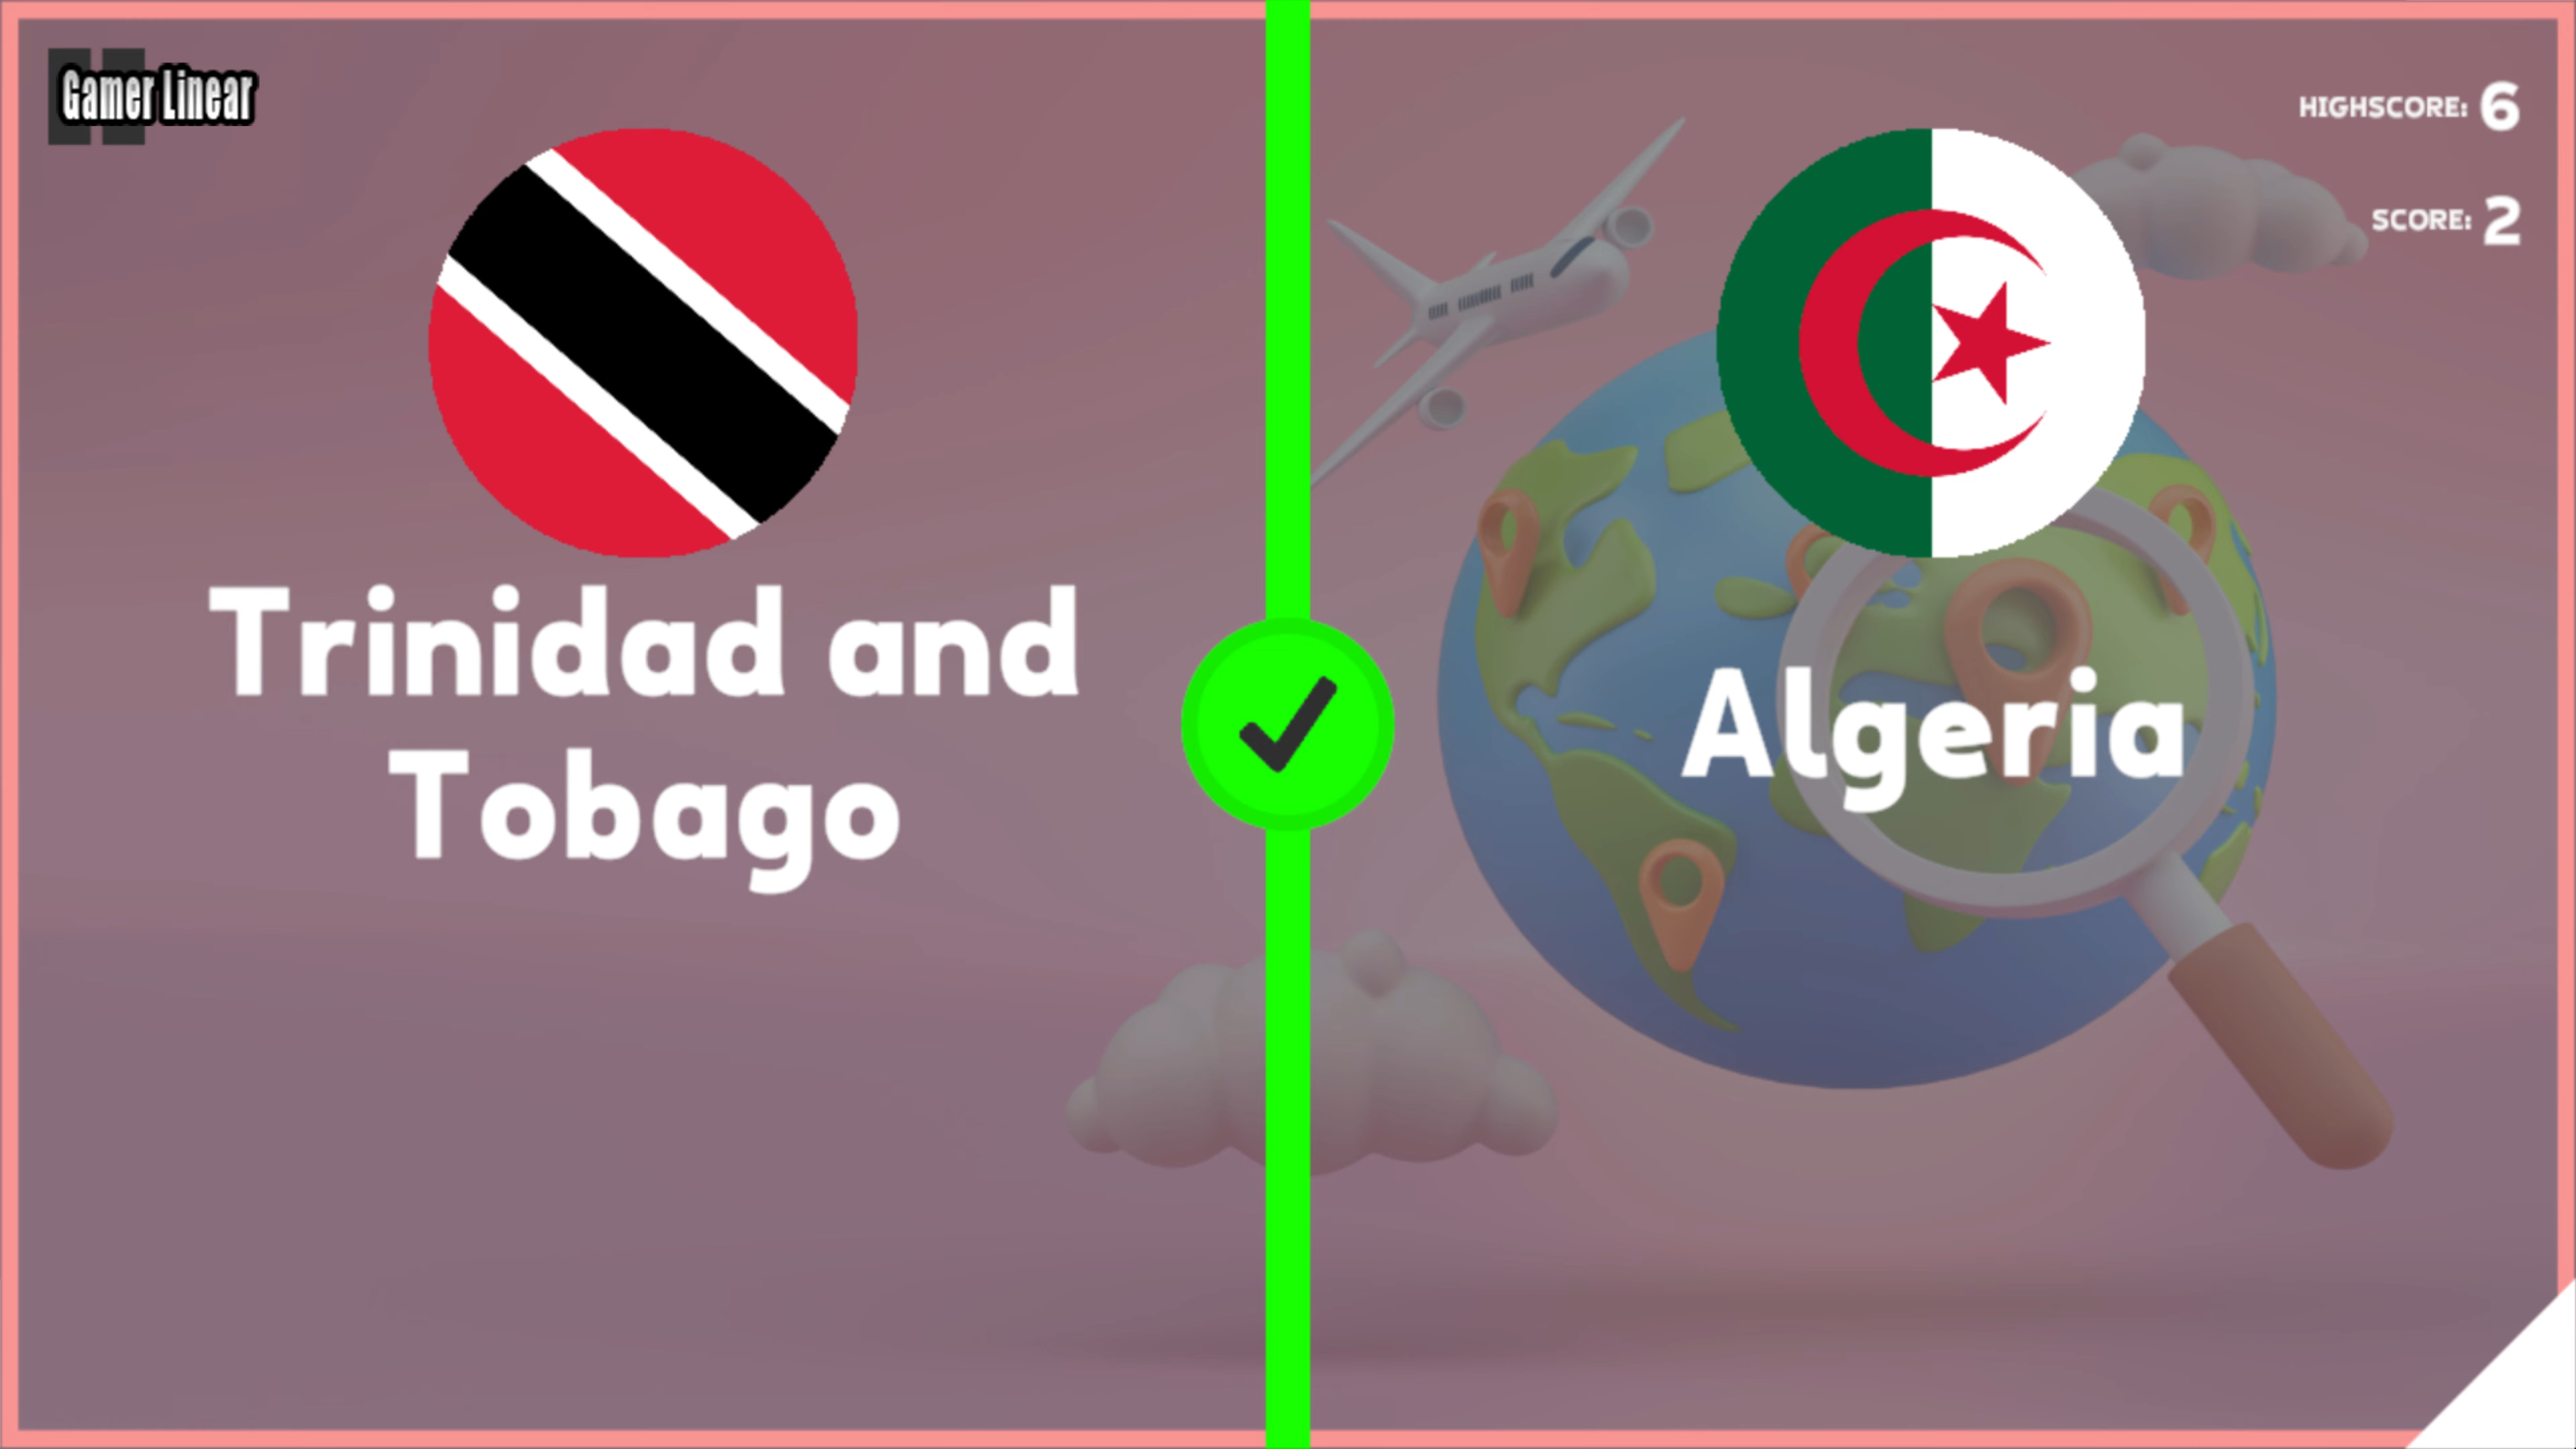 Gamer Linear
HIGHSCORE: 6
SCORE: 2
Trinidad and
Tobago
Algeria